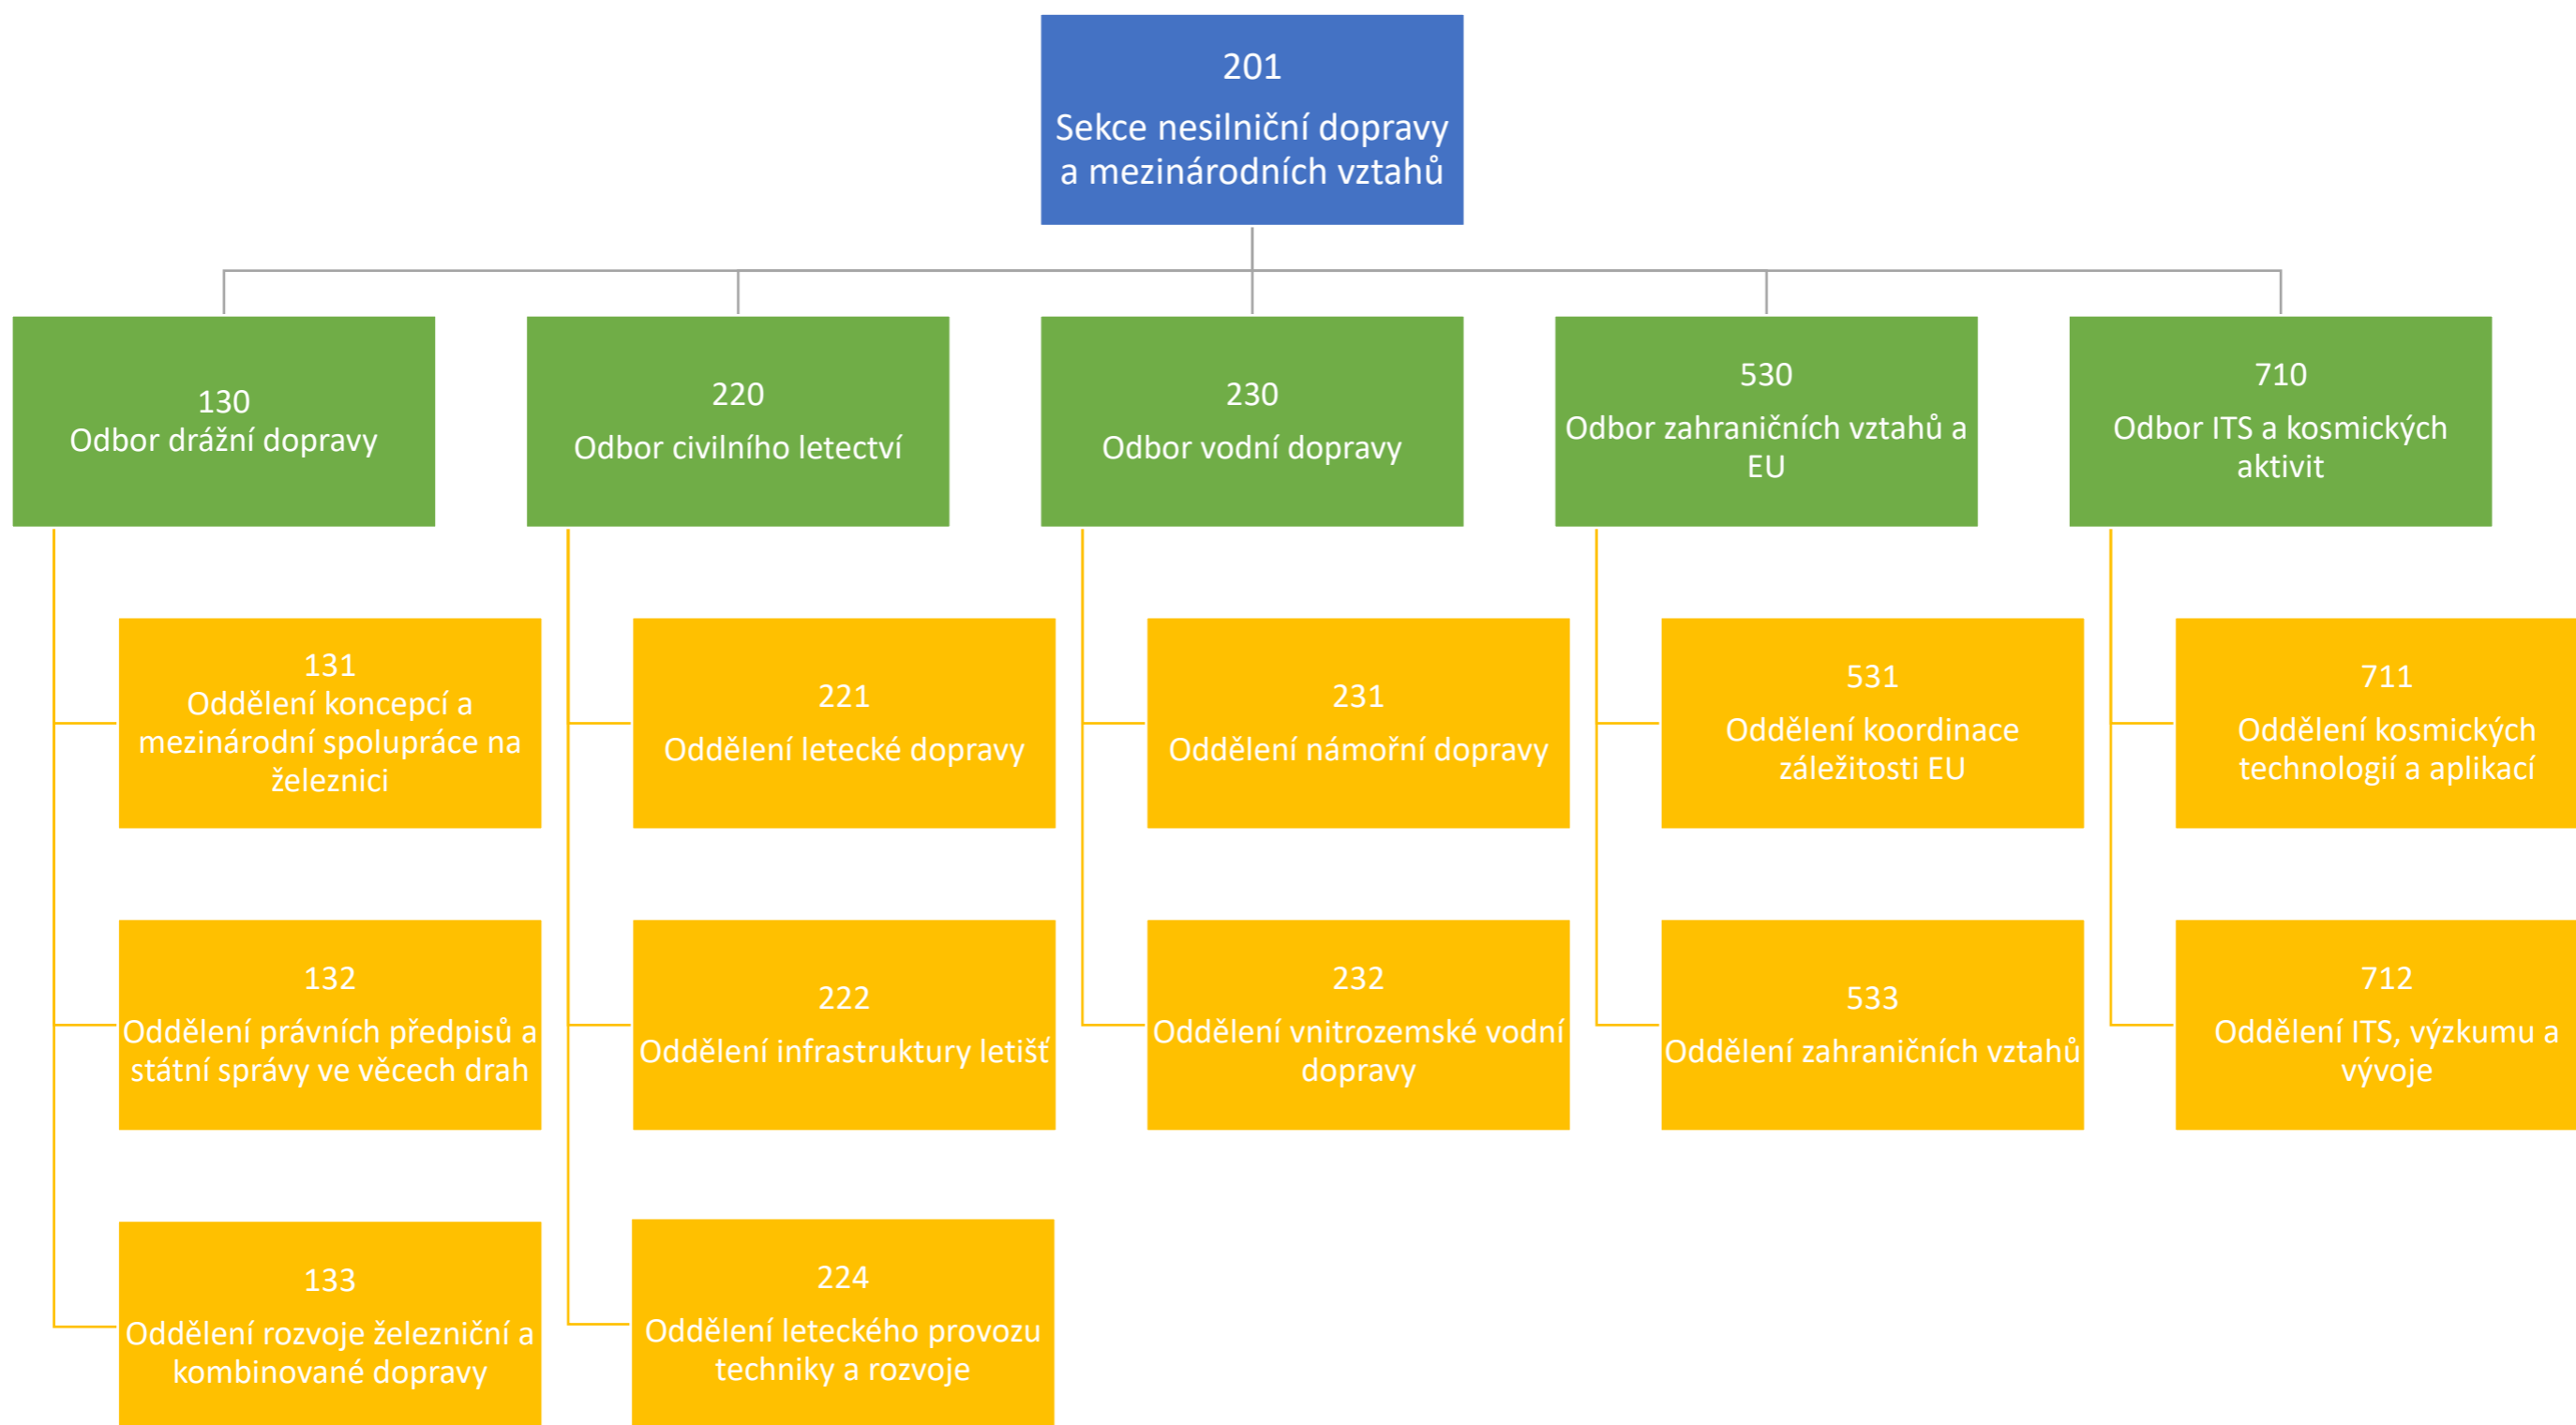 201
Sekce nesilniční dopravy
a mezinárodních vztahů
130
Odbor drážní dopravy
220
Odbor civilního letectví
230
Odbor vodní dopravy
530
Odbor zahraničních vztahů a
EU
710
Odbor ITS a kosmických
aktivit
131
Oddělení koncepcí a
mezinárodní spolupráce na
železnici
221
Oddělení letecké dopravy
231
Oddělení námořní dopravy
531
Oddělení koordinace
záležitosti EU
711
Oddělení kosmických
technologií a aplikací
132
Oddělení právních předpisů a
státní správy ve věcech drah
222
Oddělení infrastruktury letišť
232
Oddělení vnitrozemské vodní
dopravy
533
Oddělení zahraničních vztahů
712
Oddělení ITS, výzkumu a
vývoje
133
Oddělení rozvoje železniční a
kombinované dopravy
224
Oddělení leteckého provozu
techniky a rozvoje